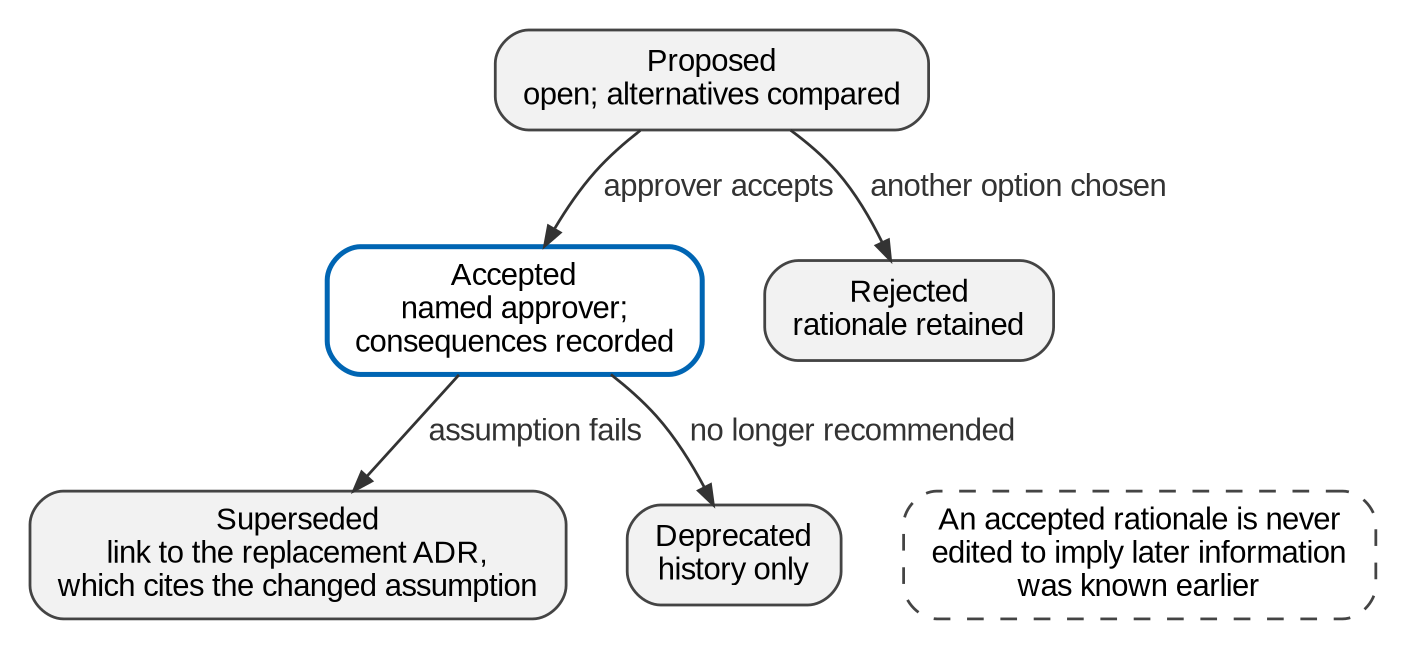 Proposed
open; alternatives compared
approver accepts
another option chosen
Accepted
named approver;
consequences recorded
Rejected
rationale retained
assumption fails
no longer recommended
Superseded
link to the replacement ADR,
which cites the changed assumption
Deprecated
history only
An accepted rationale is never
edited to imply later information
was known earlier